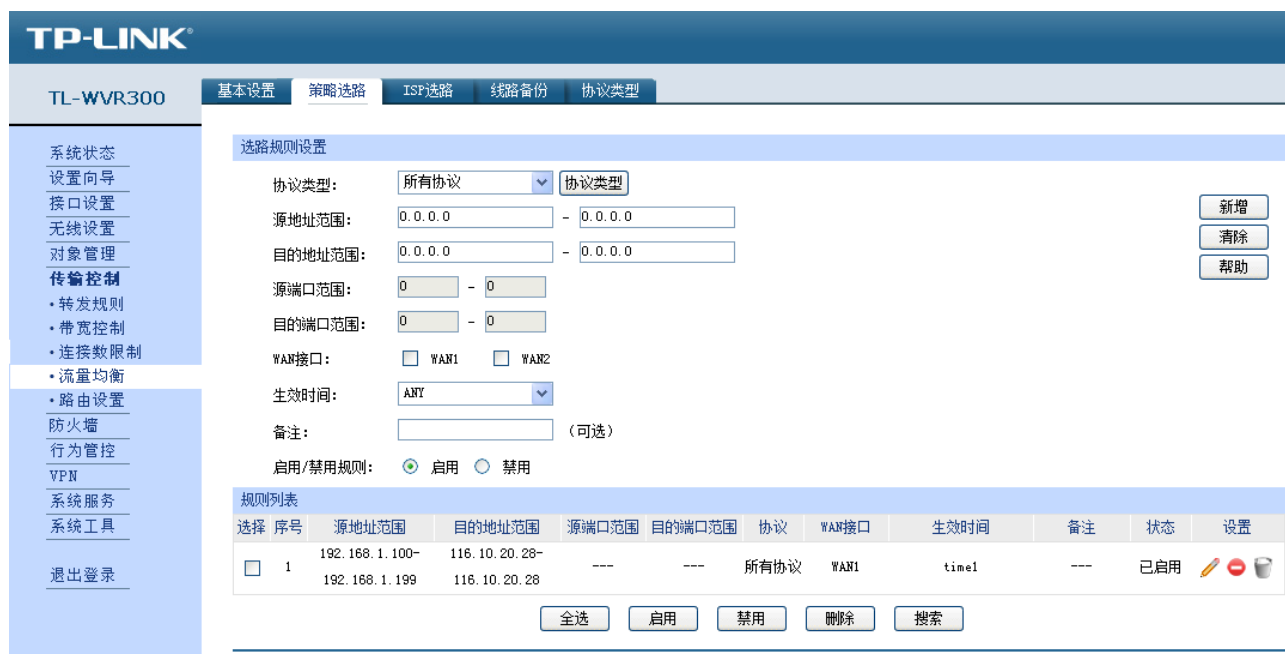 TP-LINK®
TL-WVR300
基本设置 策略选路 ISP选路 线路备份 协议类型
系统状态
设置向导
接口设置
无线设置
对象管理
传输控制
·转发规则
·带宽控制
·连接数限制
·流量均衡
·路由设置
防火墙
行为管控
VPN
系统服务
系统工具
退出登录
选路规则设置
协议类型: 所有协议 协议类型
源地址范围: 0.0.0.0 - 0.0.0.0
目的地址范围: 0.0.0.0 - 0.0.0.0
源端口范围: 0 - 0
目的端口范围: 0 - 0
WAN接口: WAN1 WAN2
生效时间: ANY
备注: (可选)
启用/禁用规则: 启用 禁用
新增
清除
帮助
规则列表
选择 序号 源地址范围 目的地址范围 源端口范围 目的端口范围 协议 WAN接口 生效时间 备注 状态 设置
192.168.1.100- 116.10.20.28-
1 --- --- 所有协议 WAN1 time1 --- 已启用
192.168.1.199 116.10.20.28
全选 启用 禁用 删除 搜索